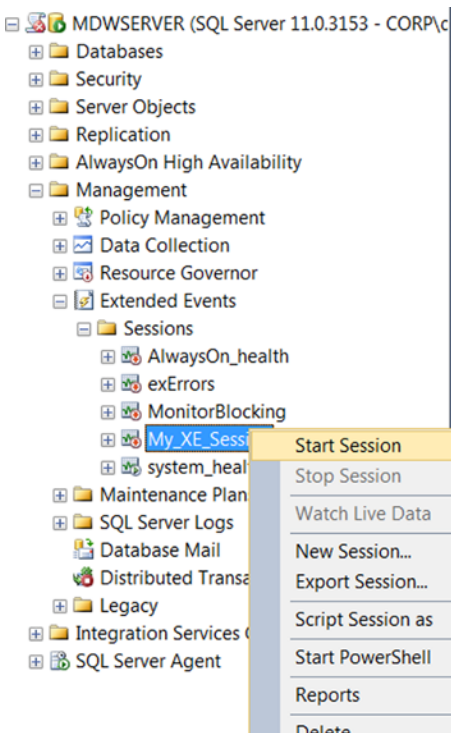 MDWSERVER (SQL Server 11.0.3153 - CORP\c
Databases
Security
Server Objects
Replication
AlwaysOn High Availability
Management
Policy Management
Data Collection
Resource Governor
Extended Events
Sessions
AlwaysOn_health
exErrors
MonitorBlocking
My_XE_Sessi
system_heal
Maintenance Plan
SQL Server Logs
Database Mail
Distributed Transa
Legacy
Integration Services
SQL Server Agent
Start Session
Stop Session
Watch Live Data
New Session...
Export Session...
Script Session as
Start PowerShell
Reports
Delete